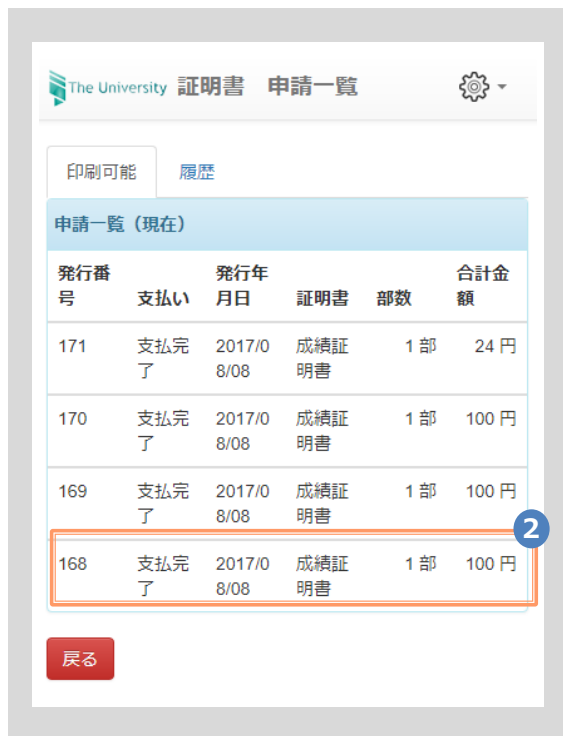 The University 証明書 申請一覧
印刷可能 履歴
申請一覧（現在）
発行番 発行年 合計金
号 支払い 月日 証明書 部数 額
171 支払完 2017/0 成績証 1 部 24 円
了 8/08 明書
170 支払完 2017/0 成績証 1 部 100 円
了 8/08 明書
169 支払完 2017/0 成績証 1 部 100 円
了 8/08 明書
2
168 支払完 2017/0 成績証 1 部 100 円
了 8/08 明書
戻る